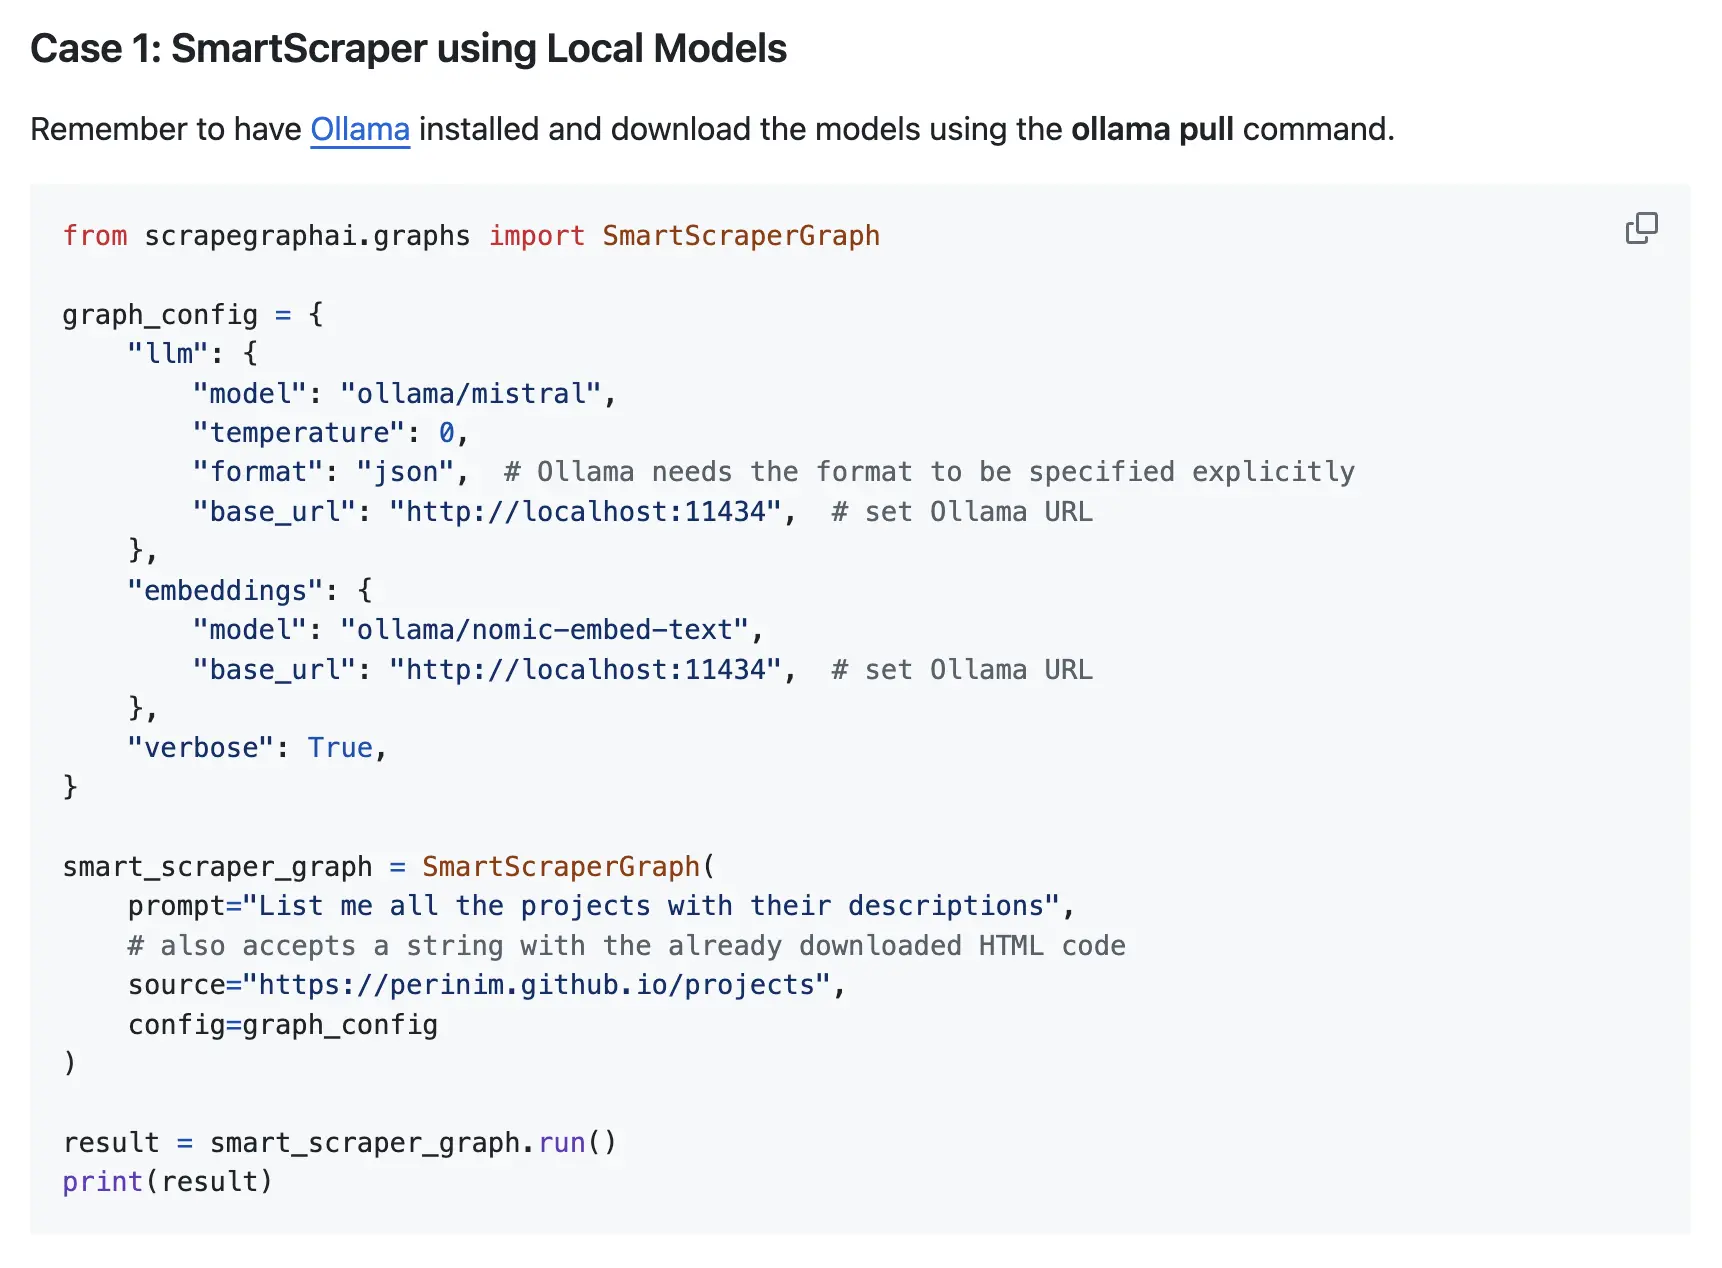 Case 1: SmartScraper using Local Models
Remember to have Ollama installed and download the models using the ollama pull command.
from scrapegraphai.graphs import SmartScraperGraph

graph_config = {
    "llm": {
        "model": "ollama/mistral",
        "temperature": 0,
        "format": "json",  # Ollama needs the format to be specified explicitly
        "base_url": "http://localhost:11434",  # set Ollama URL
    },
    "embeddings": {
        "model": "ollama/nomic-embed-text",
        "base_url": "http://localhost:11434",  # set Ollama URL
    },
    "verbose": True,
}

smart_scraper_graph = SmartScraperGraph(
    prompt="List me all the projects with their descriptions",
    # also accepts a string with the already downloaded HTML code
    source="https://perinim.github.io/projects",
    config=graph_config
)

result = smart_scraper_graph.run()
print(result)